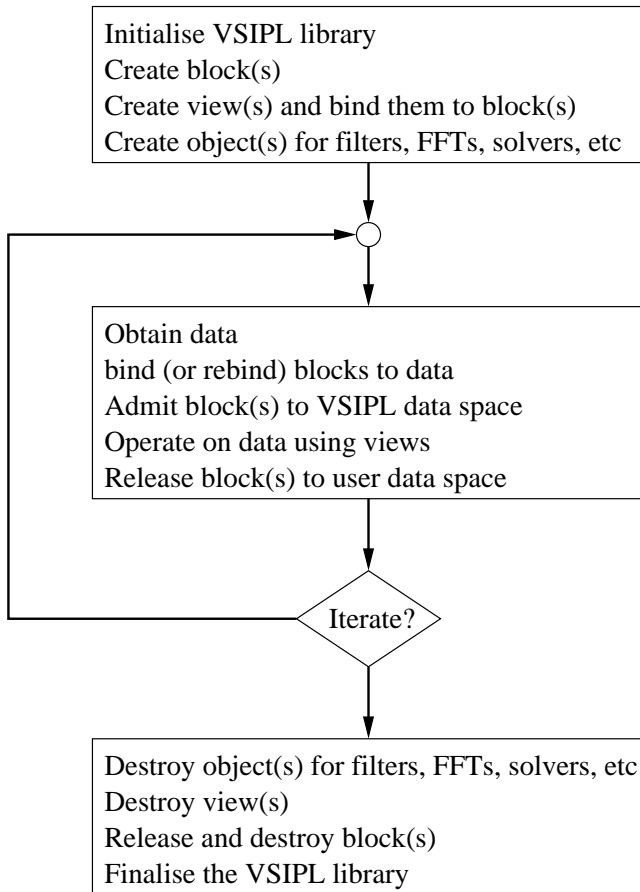 Initialise VSIPL library
Create block(s)
Create view(s) and bind them to block(s)
Create object(s) for filters, FFTs, solvers, etc
Obtain data
bind (or rebind) blocks to data
Admit block(s) to VSIPL data space
Operate on data using views
Release block(s) to user data space
Iterate?
Destroy object(s) for filters, FFTs, solvers, etc
Destroy view(s)
Release and destroy block(s)
Finalise the VSIPL library